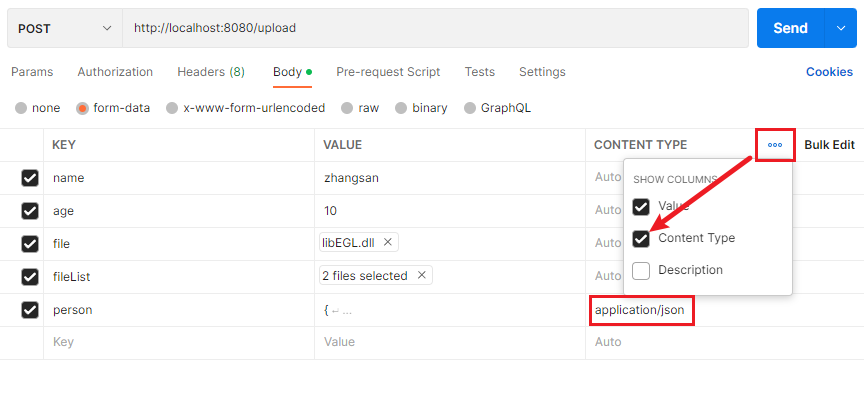 POST http://localhost:8080/upload Send
Params Authorization Headers (8) Body Pre-request Script Tests Settings Cookies
none form-data x-www-form-urlencoded raw binary GraphQL
KEY VALUE CONTENT TYPE ooo Bulk Edit
name zhangsan Auto
SHOW COLUMNS
age 10 Auto
Value
file libEGL.dll × Auto
Content Type
fileList 2 files selected × Auto
Description
person { ↵ ... application/json
Key Value Auto